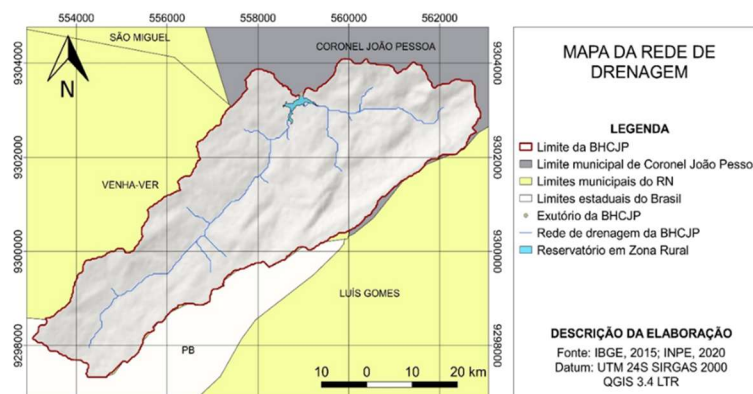 554000 556000 558000 560000 562000
SÃO MIGUEL
CORONEL JOÃO PESSOA
9304000 9304000
N
9302000 9302000
VENHA-VER
9300000 9300000
LUÍS GOMES
9298000 9298000
PB
10 0 10 20 km
MAPA DA REDE DE
DRENAGEM
LEGENDA
Limite da BHCJP
Limite municipal de Coronel João Pesso
Limites municipais do RN
Limites estaduais do Brasil
Exutório da BHCJP
Rede de drenagem da BHCJP
Reservatório em Zona Rural
DESCRIÇÃO DA ELABORAÇÃO
Fonte: IBGE, 2015; INPE, 2020
Datum: UTM 24S SIRGAS 2000
QGIS 3.4 LTR